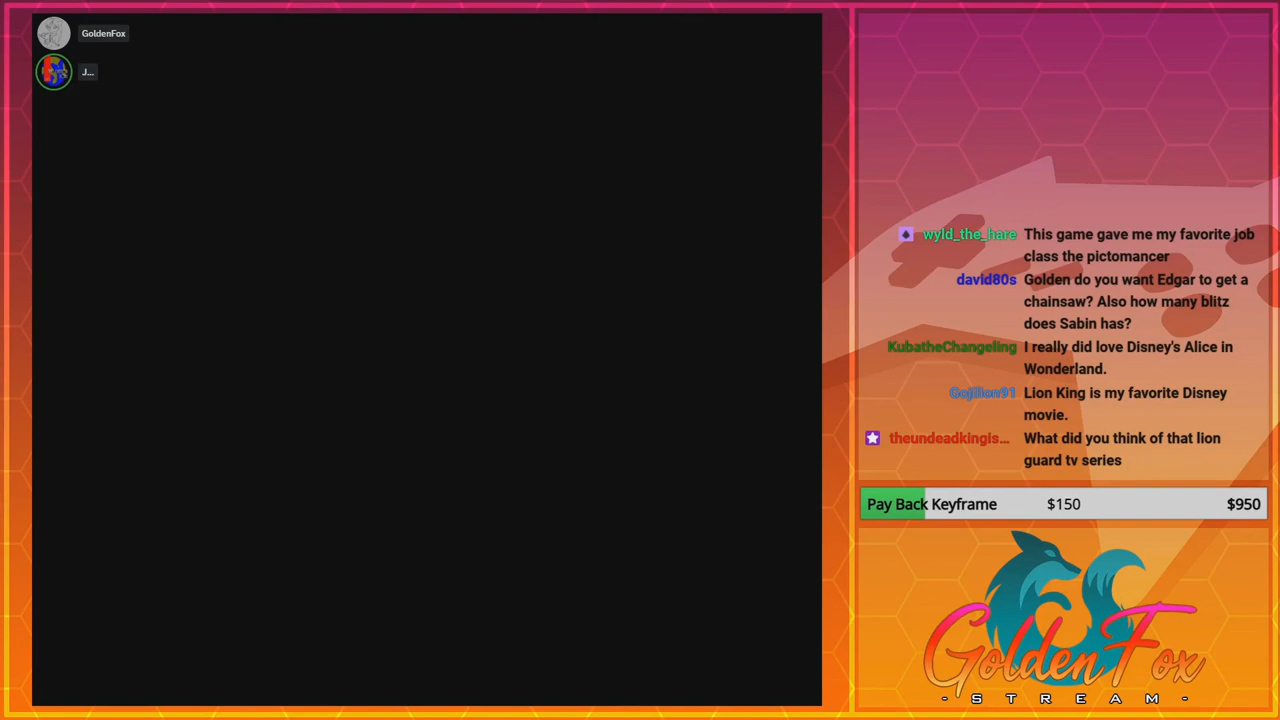 GoldenFox
J...
wyld_the_hare This game gave me my favorite job
class the pictomancer
david80s Golden do you want Edgar to get a
chainsaw? Also how many blitz
does Sabin has?
KubatheChangeling I really did love Disney's Alice in
Wonderland.
Gojilion91 Lion King is my favorite Disney
movie.
theundeadkingis... What did you think of that lion
guard tv series
Pay Back Keyframe $150 $950
GoldenFox
- STREAM -